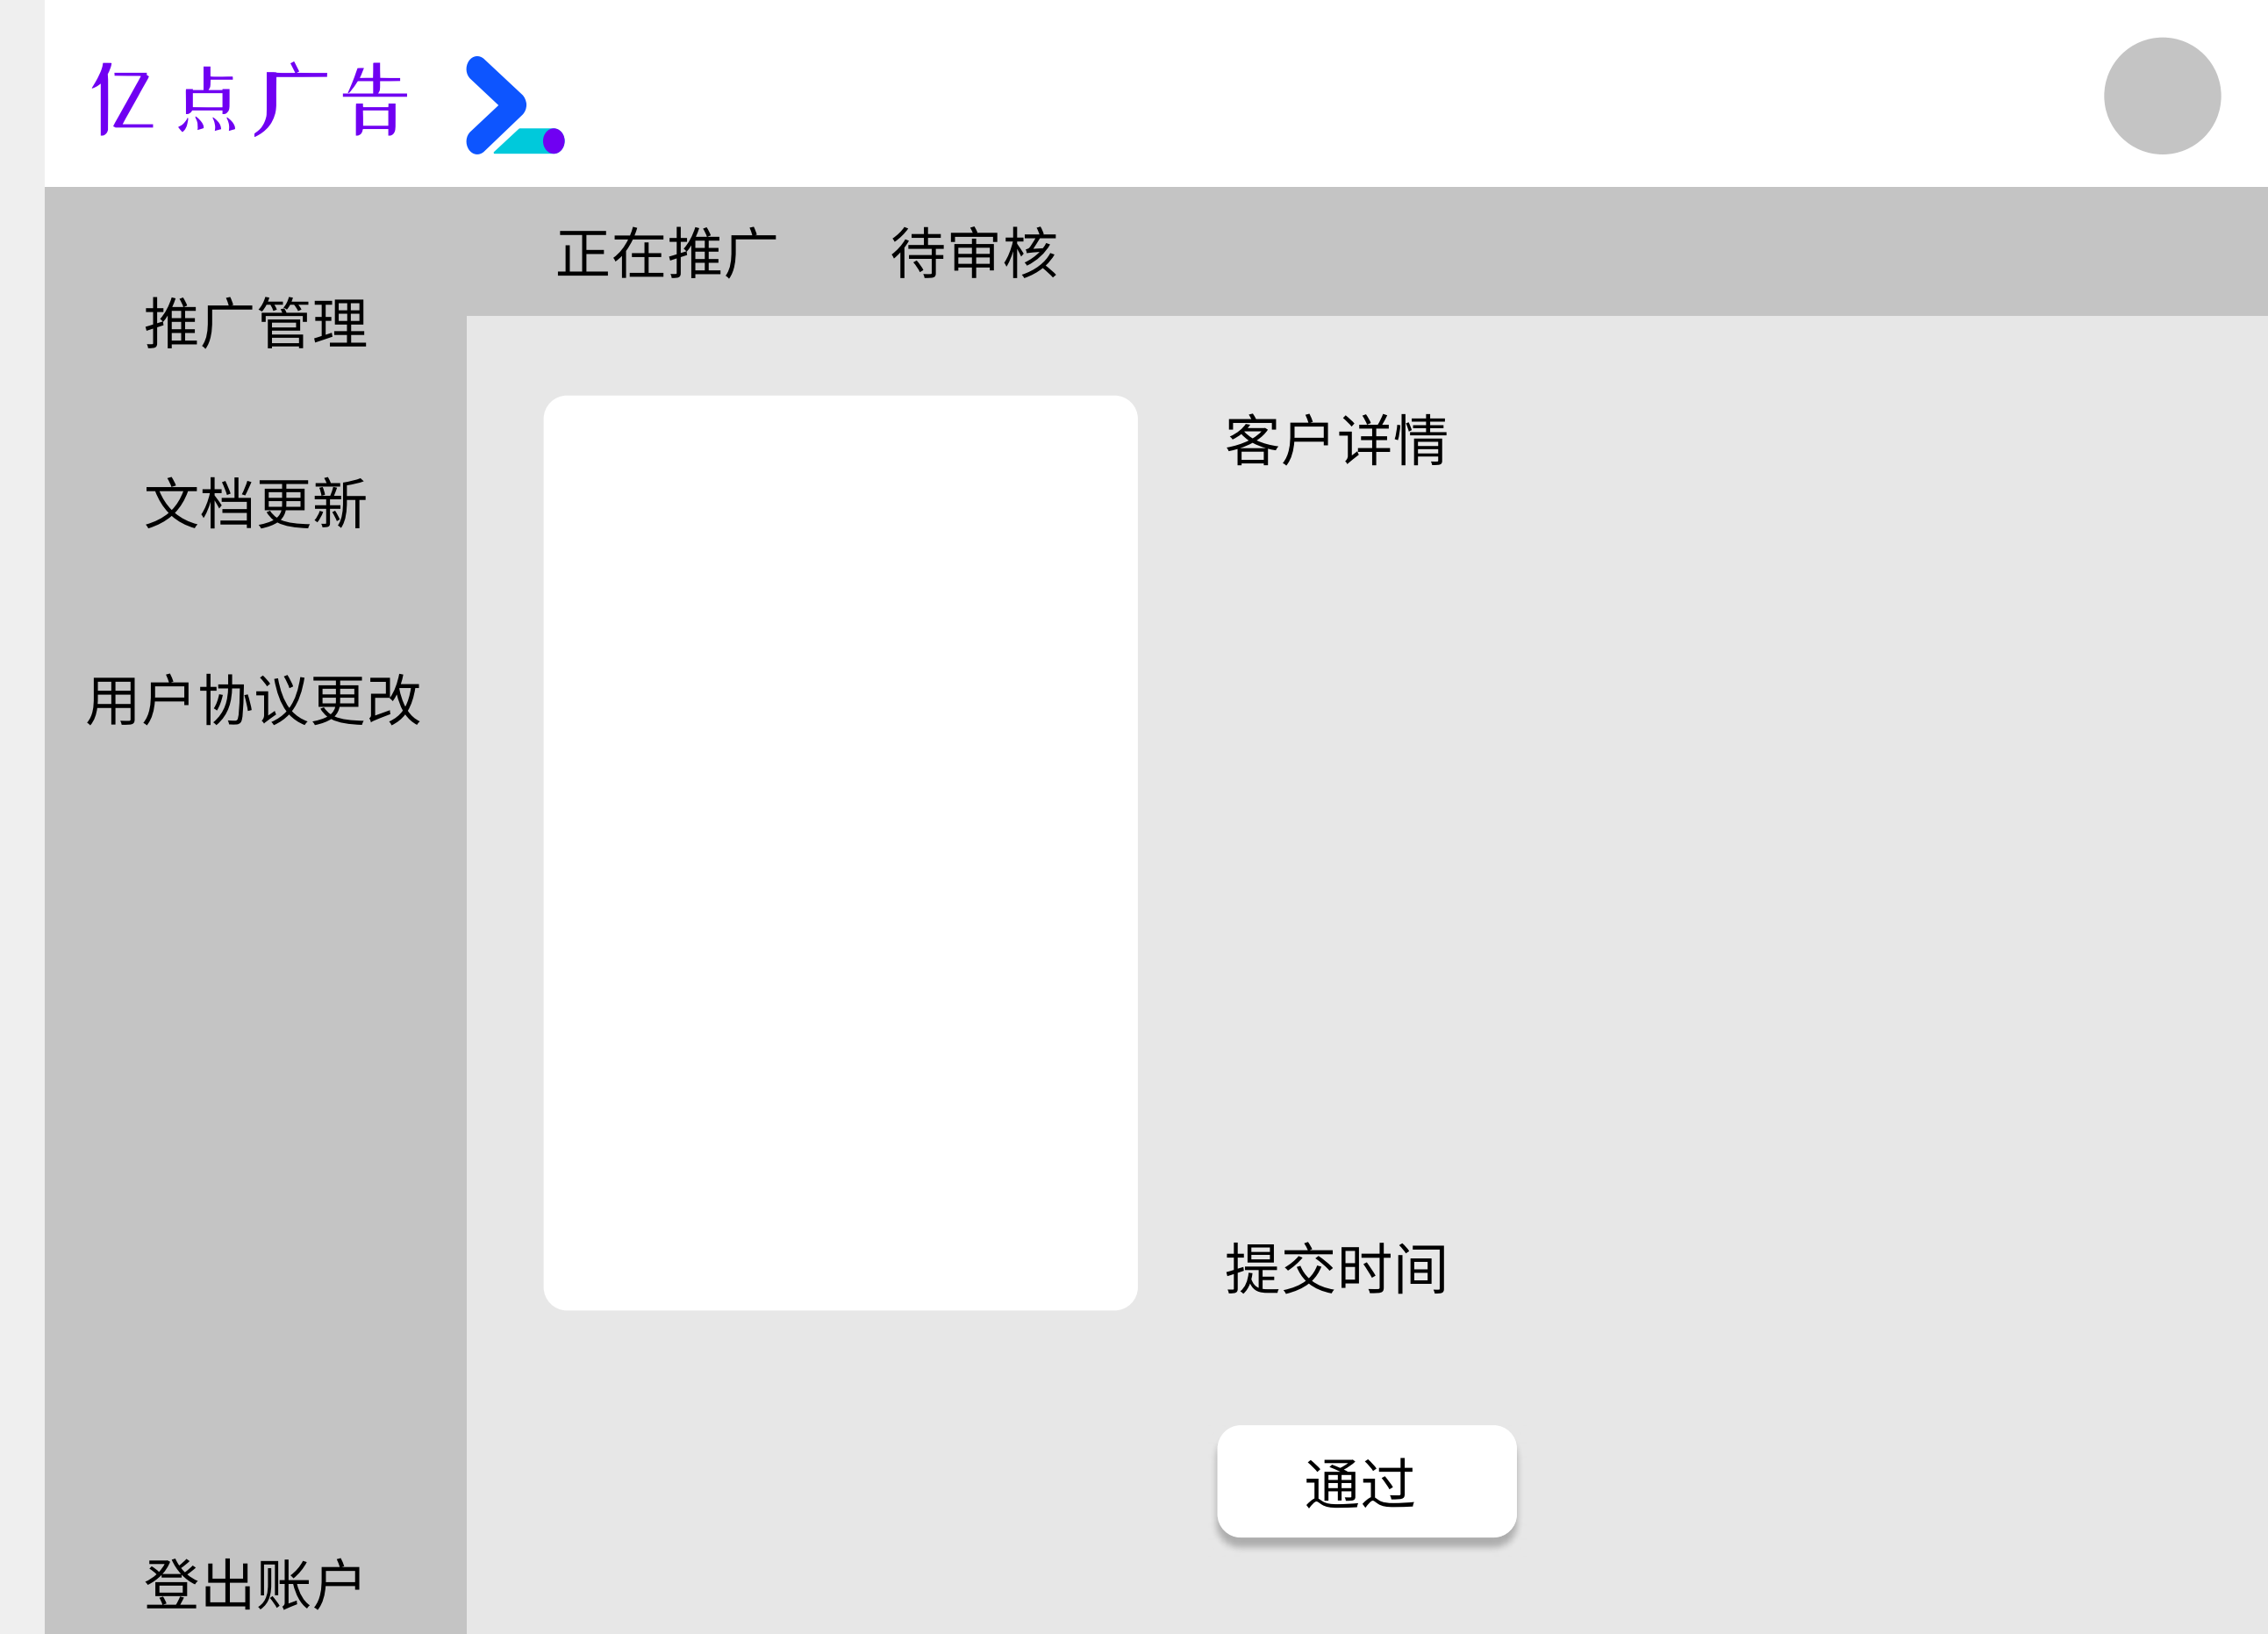 亿点广告
正在推广 待审核
推广管理
文档更新
用户协议更改
客户详情
提交时间
通过
登出账户